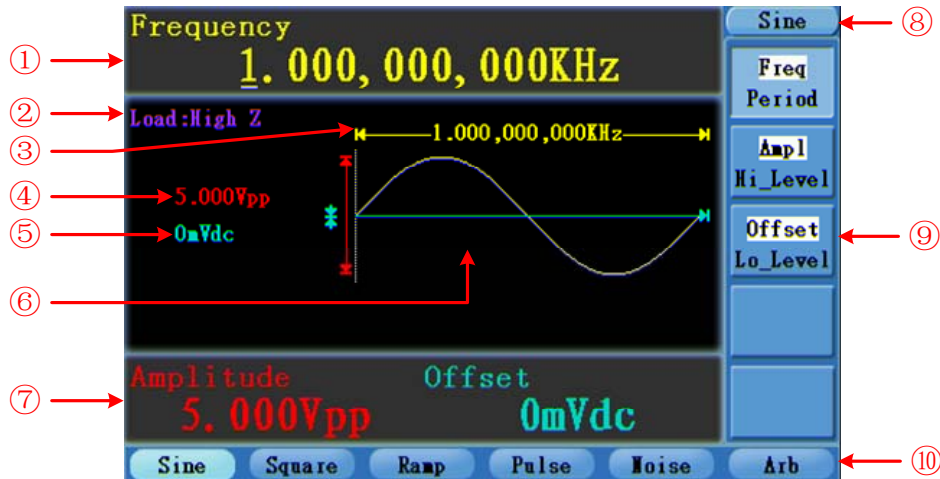 Frequency
1.000,000,000KHz
Load:High Z
1.000,000,000KHz
5.000Vpp
0mVdc
Amplitude
Offset
5.000Vpp
0mVdc
Sine
Freq
Period
Ampl
Hi_Level
Offset
Lo_Level
Sine Square Ramp Pulse Noise Arb
①
②
③
④
⑤
⑥
⑦
⑧
⑨
⑩